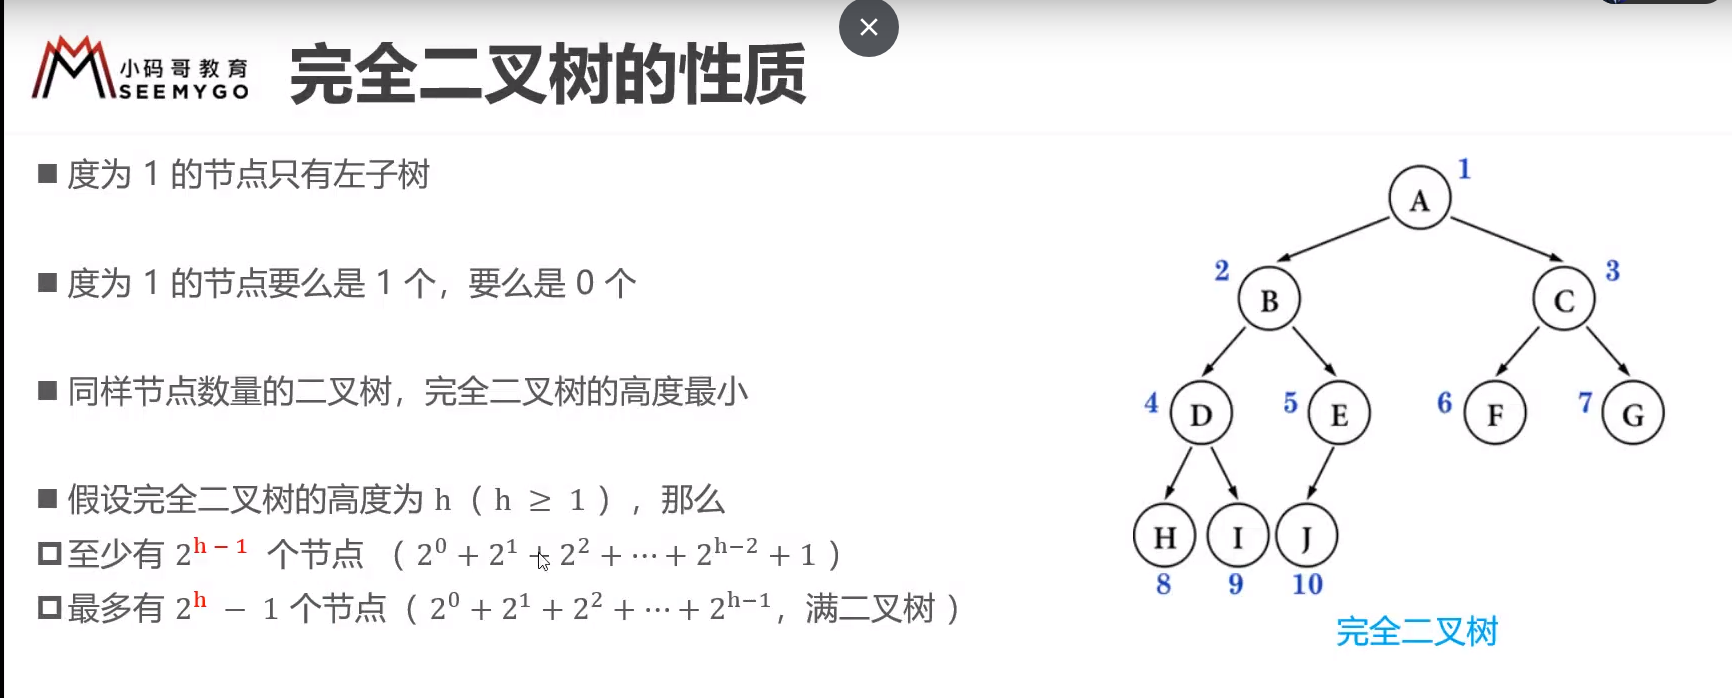 小码哥教育
SEEMYGO
完全二叉树的性质
度为 1 的节点只有左子树
度为 1 的节点要么是 1 个，要么是 0 个
同样节点数量的二叉树，完全二叉树的高度最小
假设完全二叉树的高度为 h（ h ≥ 1 ），那么
至少有 2^{h−1} 个节点 （ 2^0 + 2^1 + 2^2 + ⋯ + 2^{h−2} + 1 ）
最多有 2^h − 1 个节点（ 2^0 + 2^1 + 2^2 + ⋯ + 2^{h−1}，满二叉树 ）
A 1
2 B C 3
4 D 5 E 6 F 7 G
H I J
8 9 10
完全二叉树